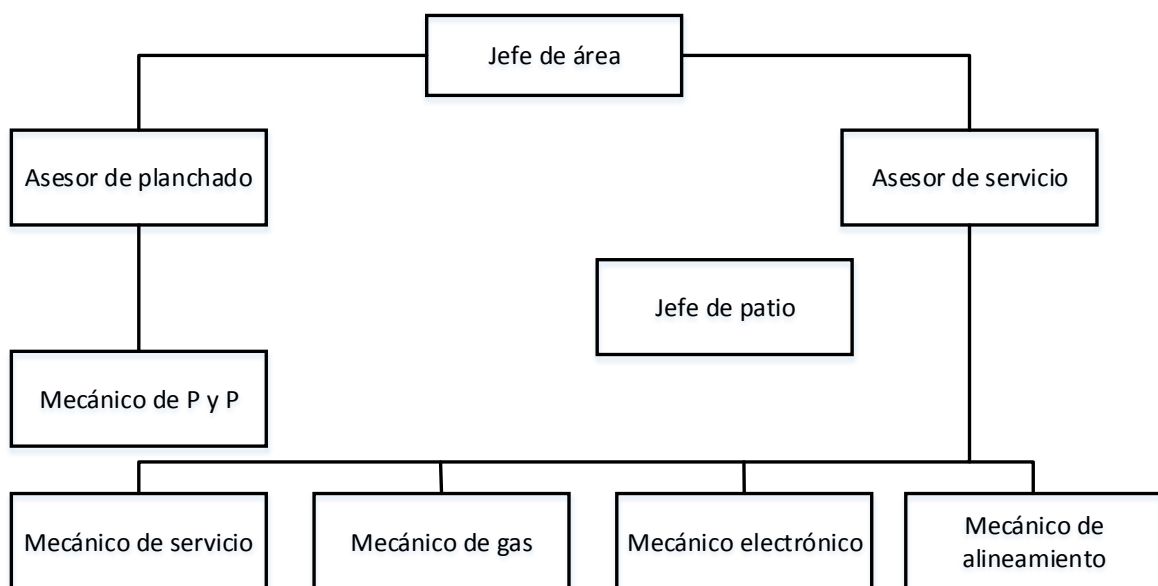 Jefe de área
Asesor de planchado
Asesor de servicio
Jefe de patio
Mecánico de P y P
Mecánico de servicio
Mecánico de gas
Mecánico electrónico
Mecánico de
alineamiento